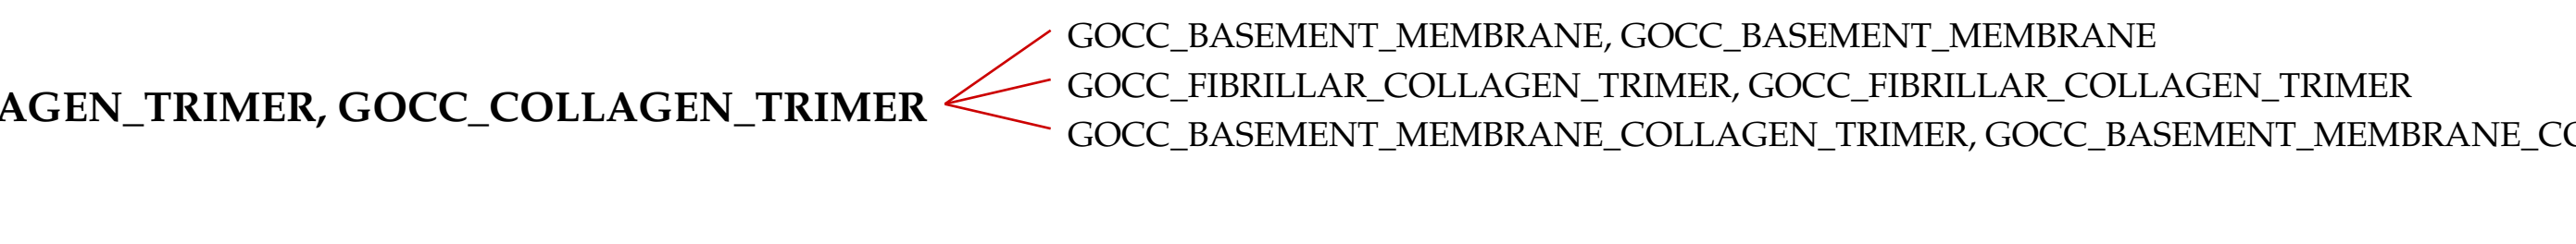 GOCC_BASEMENT_MEMBRANE, GOCC_BASEMENT_MEMBRANE
AGEN_TRIMER, GOCC_COLLAGEN_TRIMER
GOCC_FIBRILLAR_COLLAGEN_TRIMER, GOCC_FIBRILLAR_COLLAGEN_TRIMER
GOCC_BASEMENT_MEMBRANE_COLLAGEN_TRIMER, GOCC_BASEMENT_MEMBRANE_CO